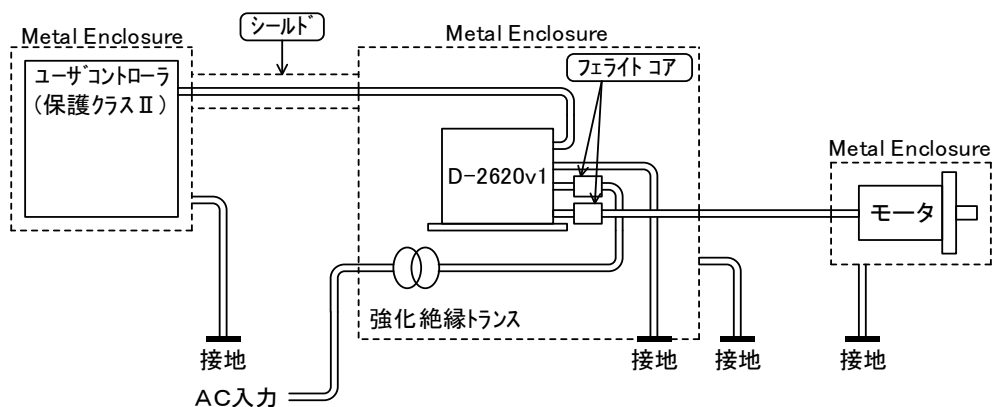 シールド
Metal Enclosure
Metal Enclosure
ユーザコントローラ
(保護クラスⅡ)
フェライト コア
D-2620v1
Metal Enclosure
モータ
強化絶縁トランス
接地
接地
接地
接地
AC入力